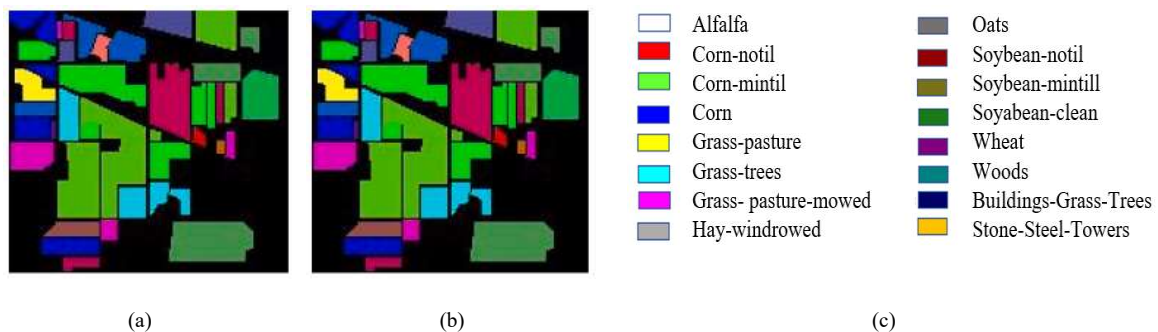 Alfalfa
Corn-notil
Corn-mintil
Corn
Grass-pasture
Grass-trees
Grass- pasture-mowed
Hay-windrowed
Oats
Soybean-notil
Soybean-mintill
Soyabean-clean
Wheat
Woods
Buildings-Grass-Trees
Stone-Steel-Towers
(a)
(b)
(c)